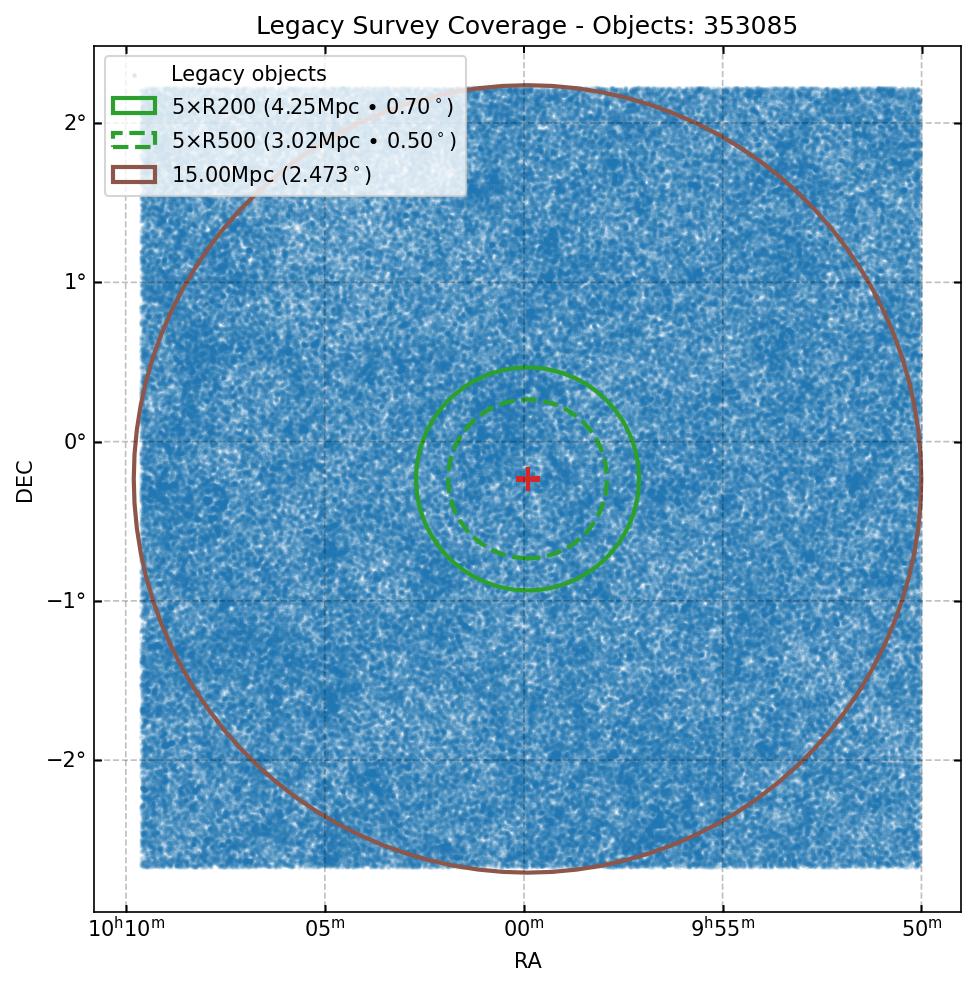 Legacy Survey Coverage - Objects: 353085
Legacy objects
5×R200 (4.25Mpc • 0.70°)
5×R500 (3.02Mpc • 0.50°)
15.00Mpc (2.473°)
2°
1°
0°
−1°
−2°
DEC
10ʰ10ᵐ 05ᵐ 00ᵐ 9ʰ55ᵐ 50ᵐ
RA